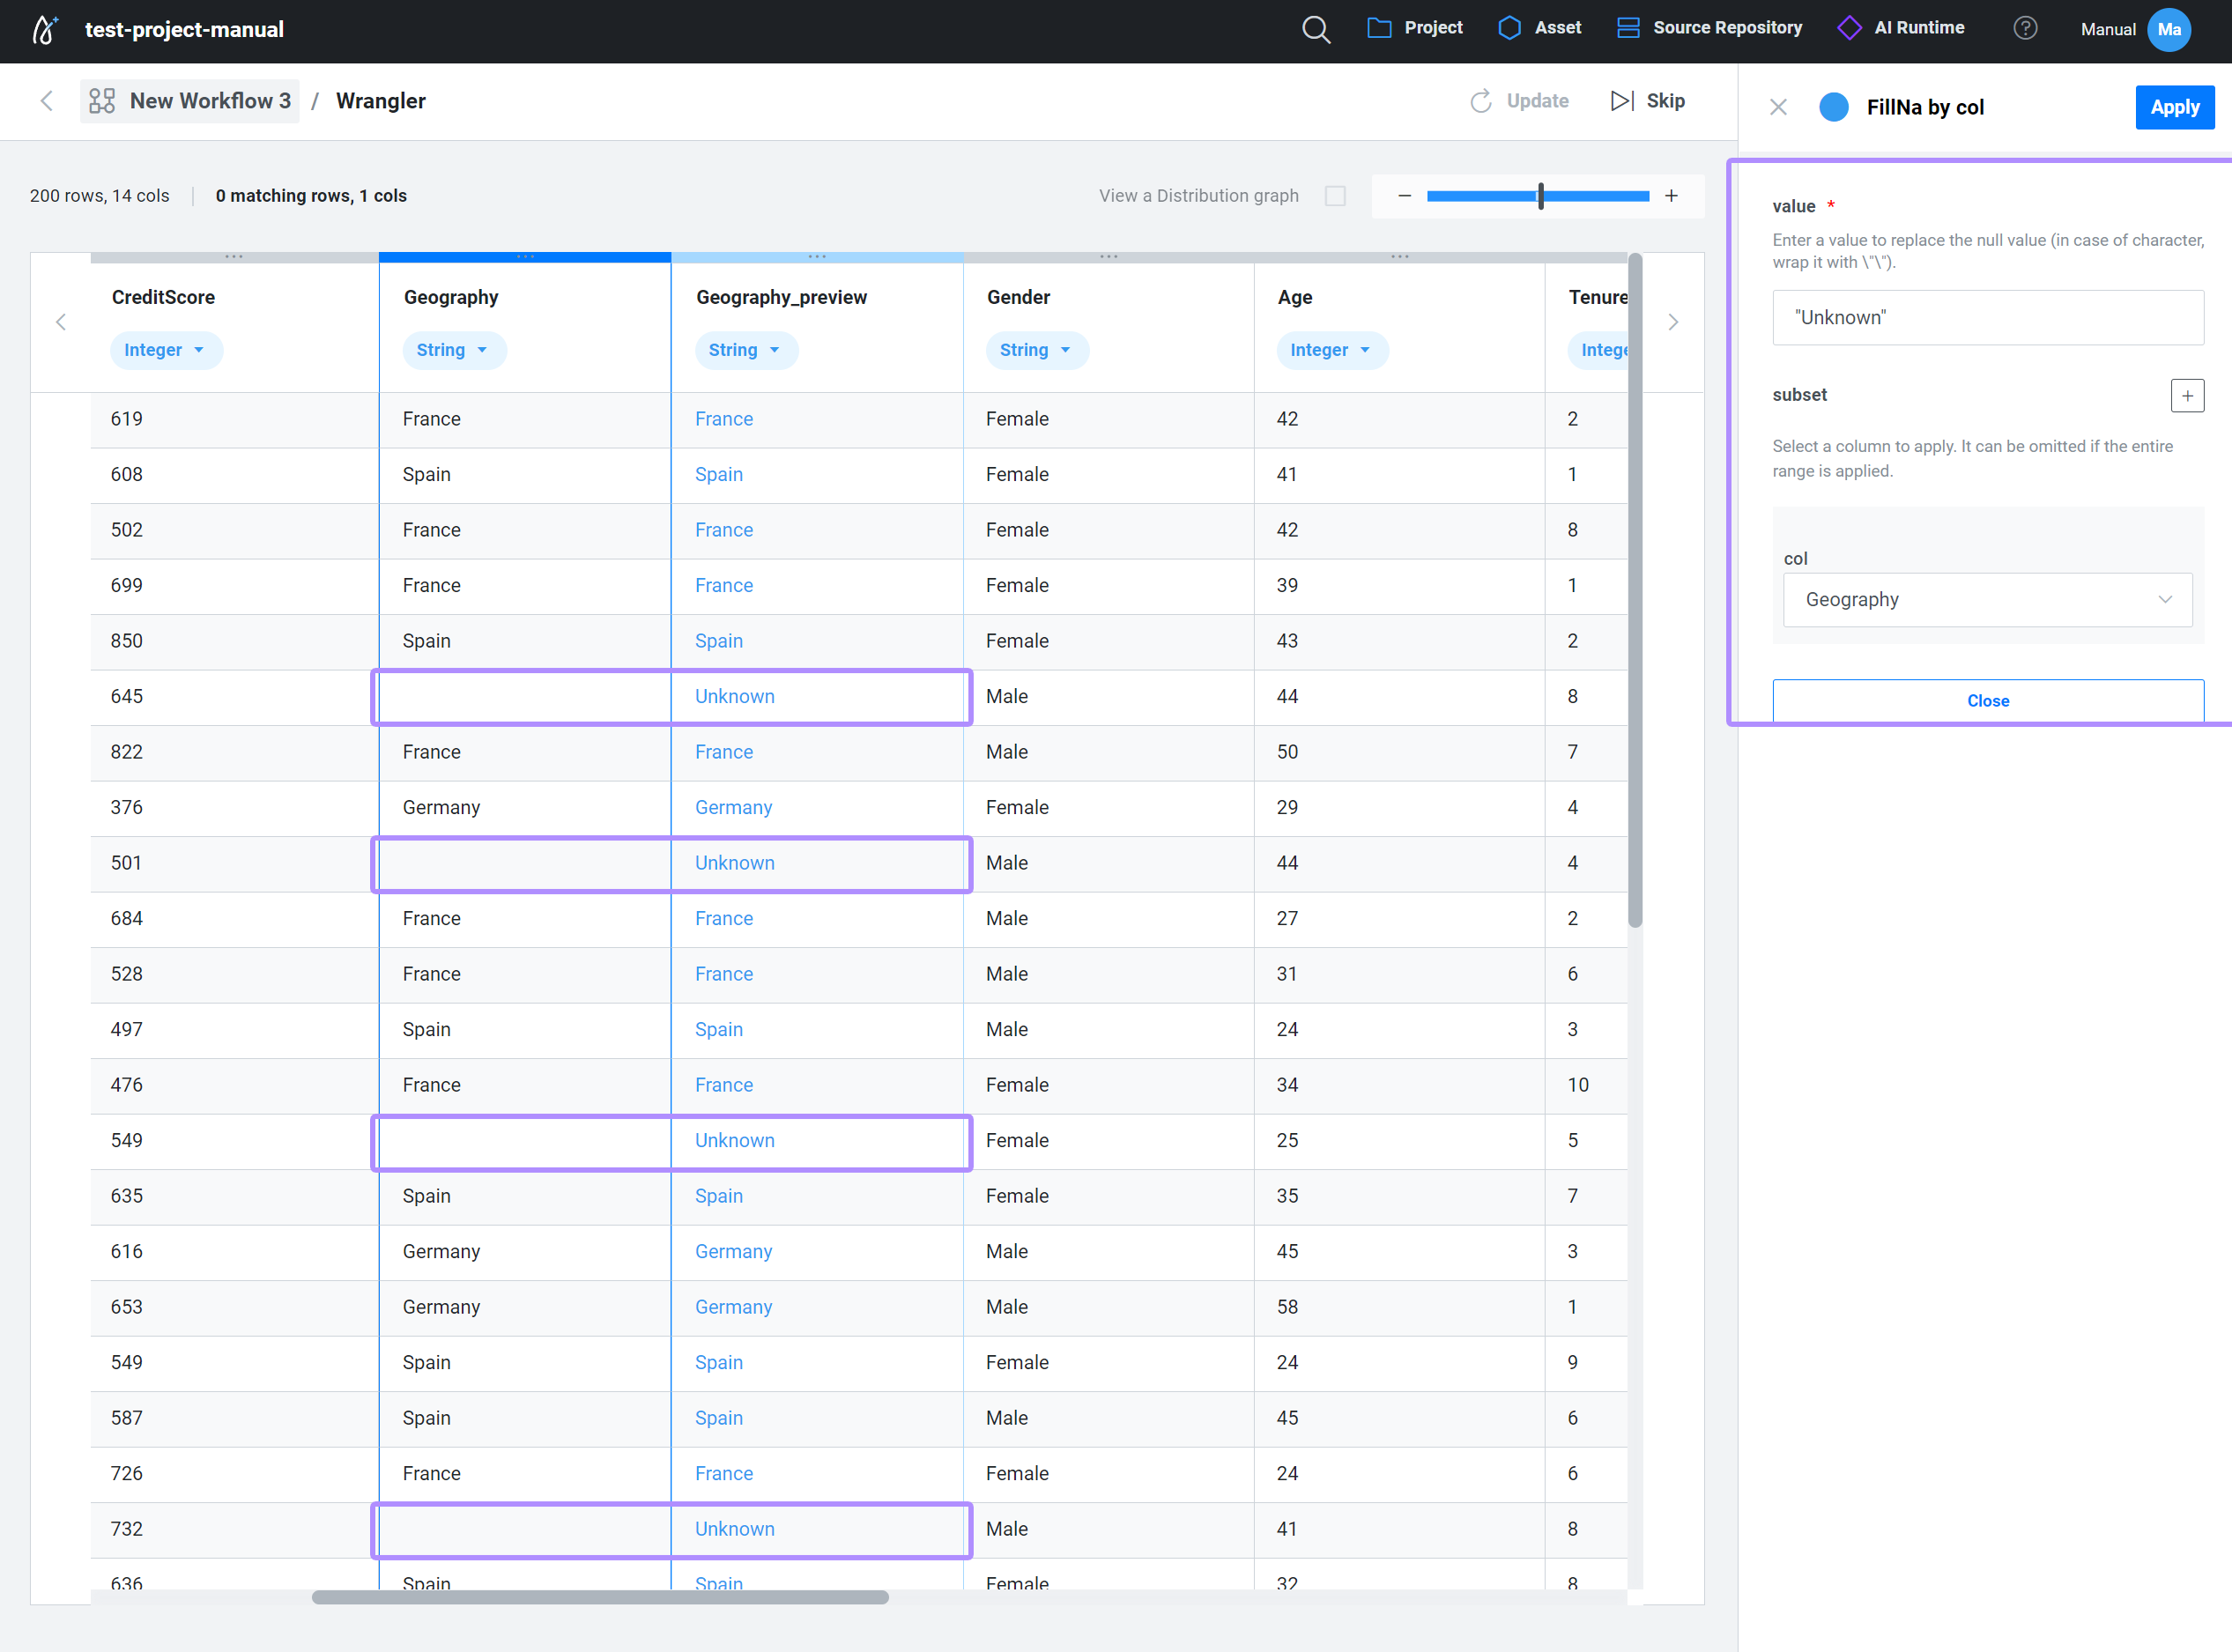 test-project-manual
Project
Asset
Source Repository
AI Runtime
?
Manual
Ma
New Workflow 3 / Wrangler
Update
Skip
FillNa by col
Apply
200 rows, 14 cols
0 matching rows, 1 cols
View a Distribution graph
value *
Enter a value to replace the null value (in case of character,
wrap it with \"\").
"Unknown"
subset
Select a column to apply. It can be omitted if the entire
range is applied.
col
Geography
Close
CreditScore Geography Geography_preview Gender Age Tenure
Integer String String String Integer Intege
619 France France Female 42 2
608 Spain Spain Female 41 1
502 France France Female 42 8
699 France France Female 39 1
850 Spain Spain Female 43 2
645 Unknown Male 44 8
822 France France Male 50 7
376 Germany Germany Female 29 4
501 Unknown Male 44 4
684 France France Male 27 2
528 France France Male 31 6
497 Spain Spain Male 24 3
476 France France Female 34 10
549 Unknown Female 25 5
635 Spain Spain Female 35 7
616 Germany Germany Male 45 3
653 Germany Germany Male 58 1
549 Spain Spain Female 24 9
587 Spain Spain Male 45 6
726 France France Female 24 6
732 Unknown Male 41 8
636 Spain Spain Female 32 8